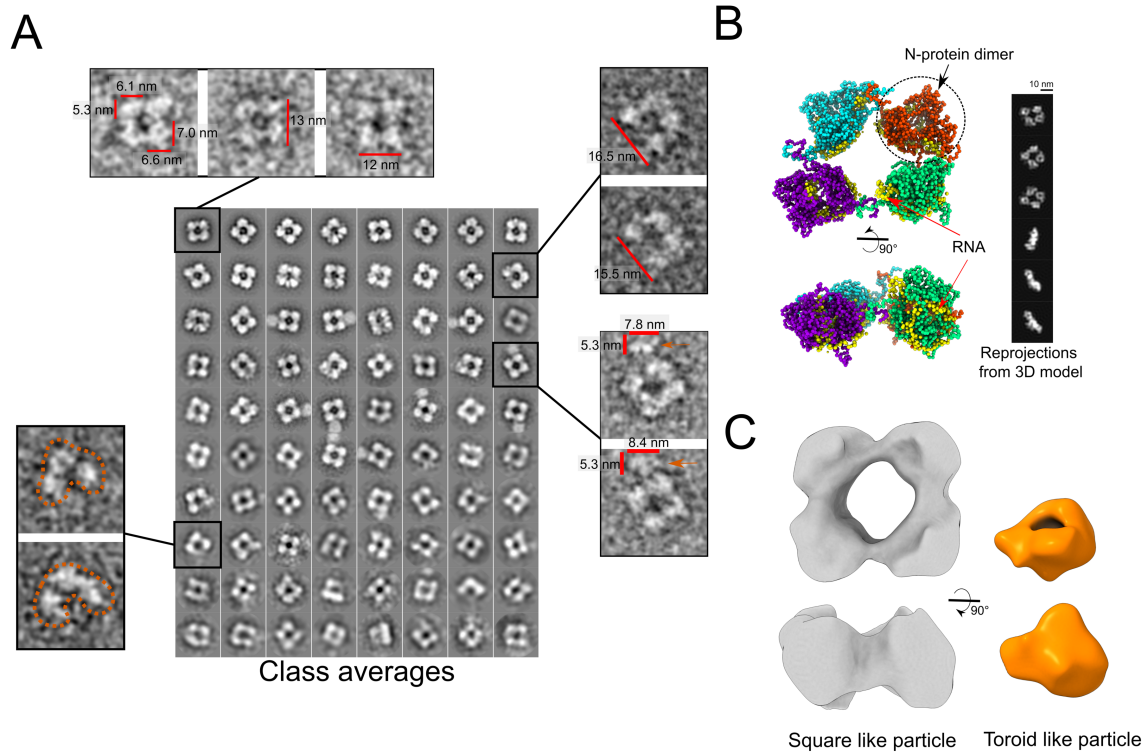 A
6.1 nm
5.3 nm
7.0 nm
6.6 nm
13 nm
12 nm
16.5 nm
15.5 nm
7.8 nm
5.3 nm
8.4 nm
5.3 nm
Class averages
B
N-protein dimer
10 nm
RNA
90°
Reprojections
from 3D model
C
90°
Square like particle
Toroid like particle